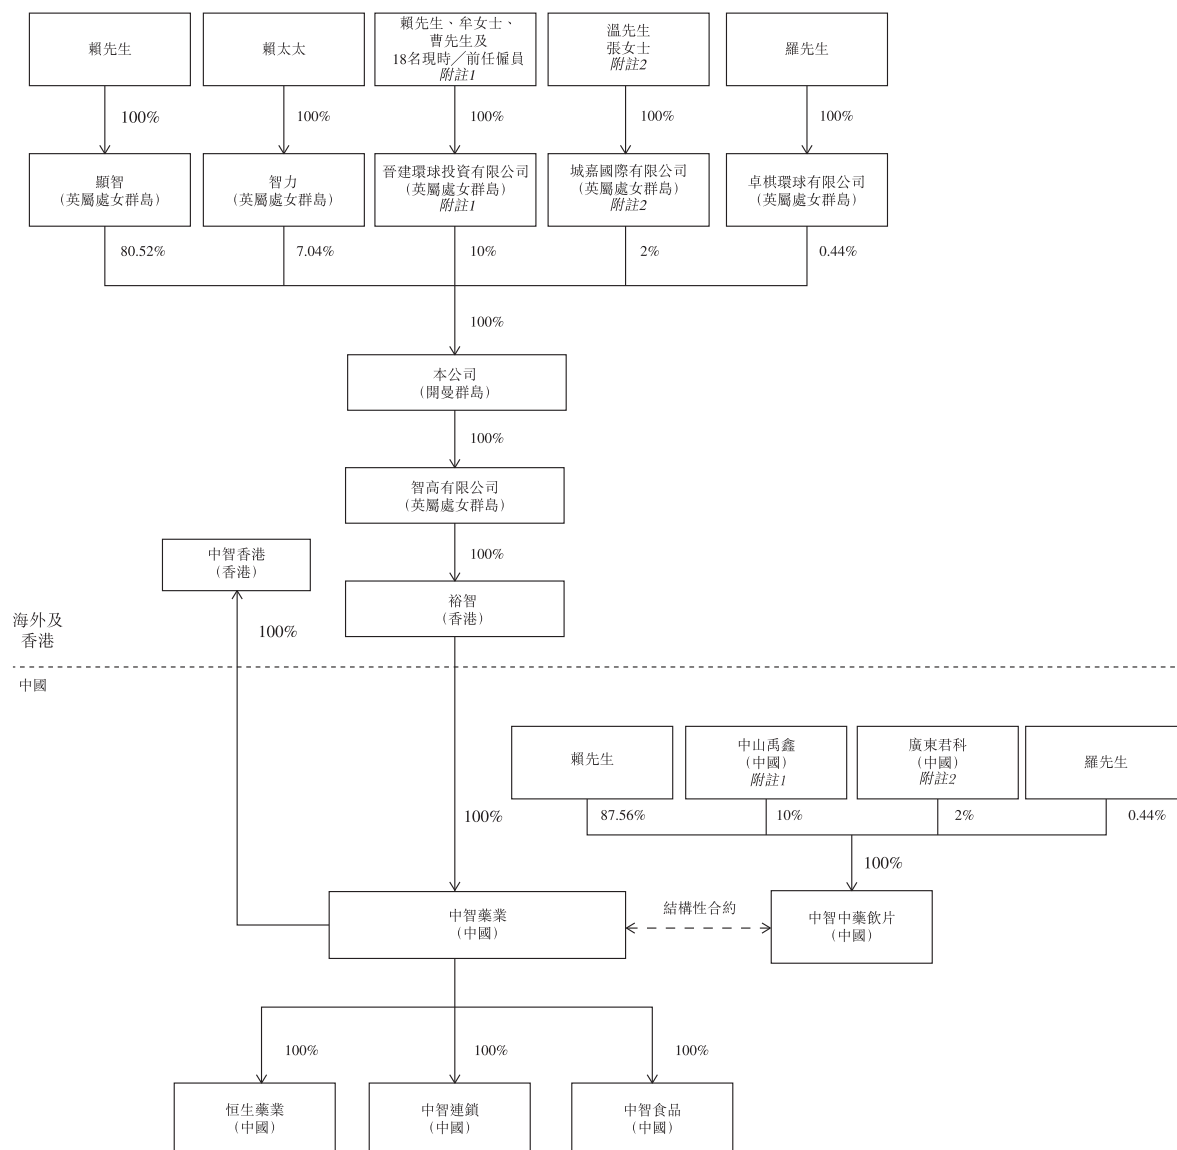 賴先生
賴太太
賴先生、牟女士、
曹先生及
18名現時／前任僱員
附註1
溫先生
張女士
附註2
羅先生
100%
100%
100%
100%
100%
顯智
（英屬處女群島）
智力
（英屬處女群島）
晉建環球投資有限公司
（英屬處女群島）
附註1
城嘉國際有限公司
（英屬處女群島）
附註2
卓棋環球有限公司
（英屬處女群島）
80.52%
7.04%
10%
2%
0.44%
100%
本公司
（開曼群島）
100%
智高有限公司
（英屬處女群島）
100%
中智香港
（香港）
裕智
（香港）
海外及
香港
100%
中國
賴先生
中山禹鑫
（中國）
附註1
廣東君科
（中國）
附註2
羅先生
100%
87.56%
10%
2%
0.44%
100%
中智藥業
（中國）
結構性合約
中智中藥飲片
（中國）
100%
100%
100%
恒生藥業
（中國）
中智連鎖
（中國）
中智食品
（中國）